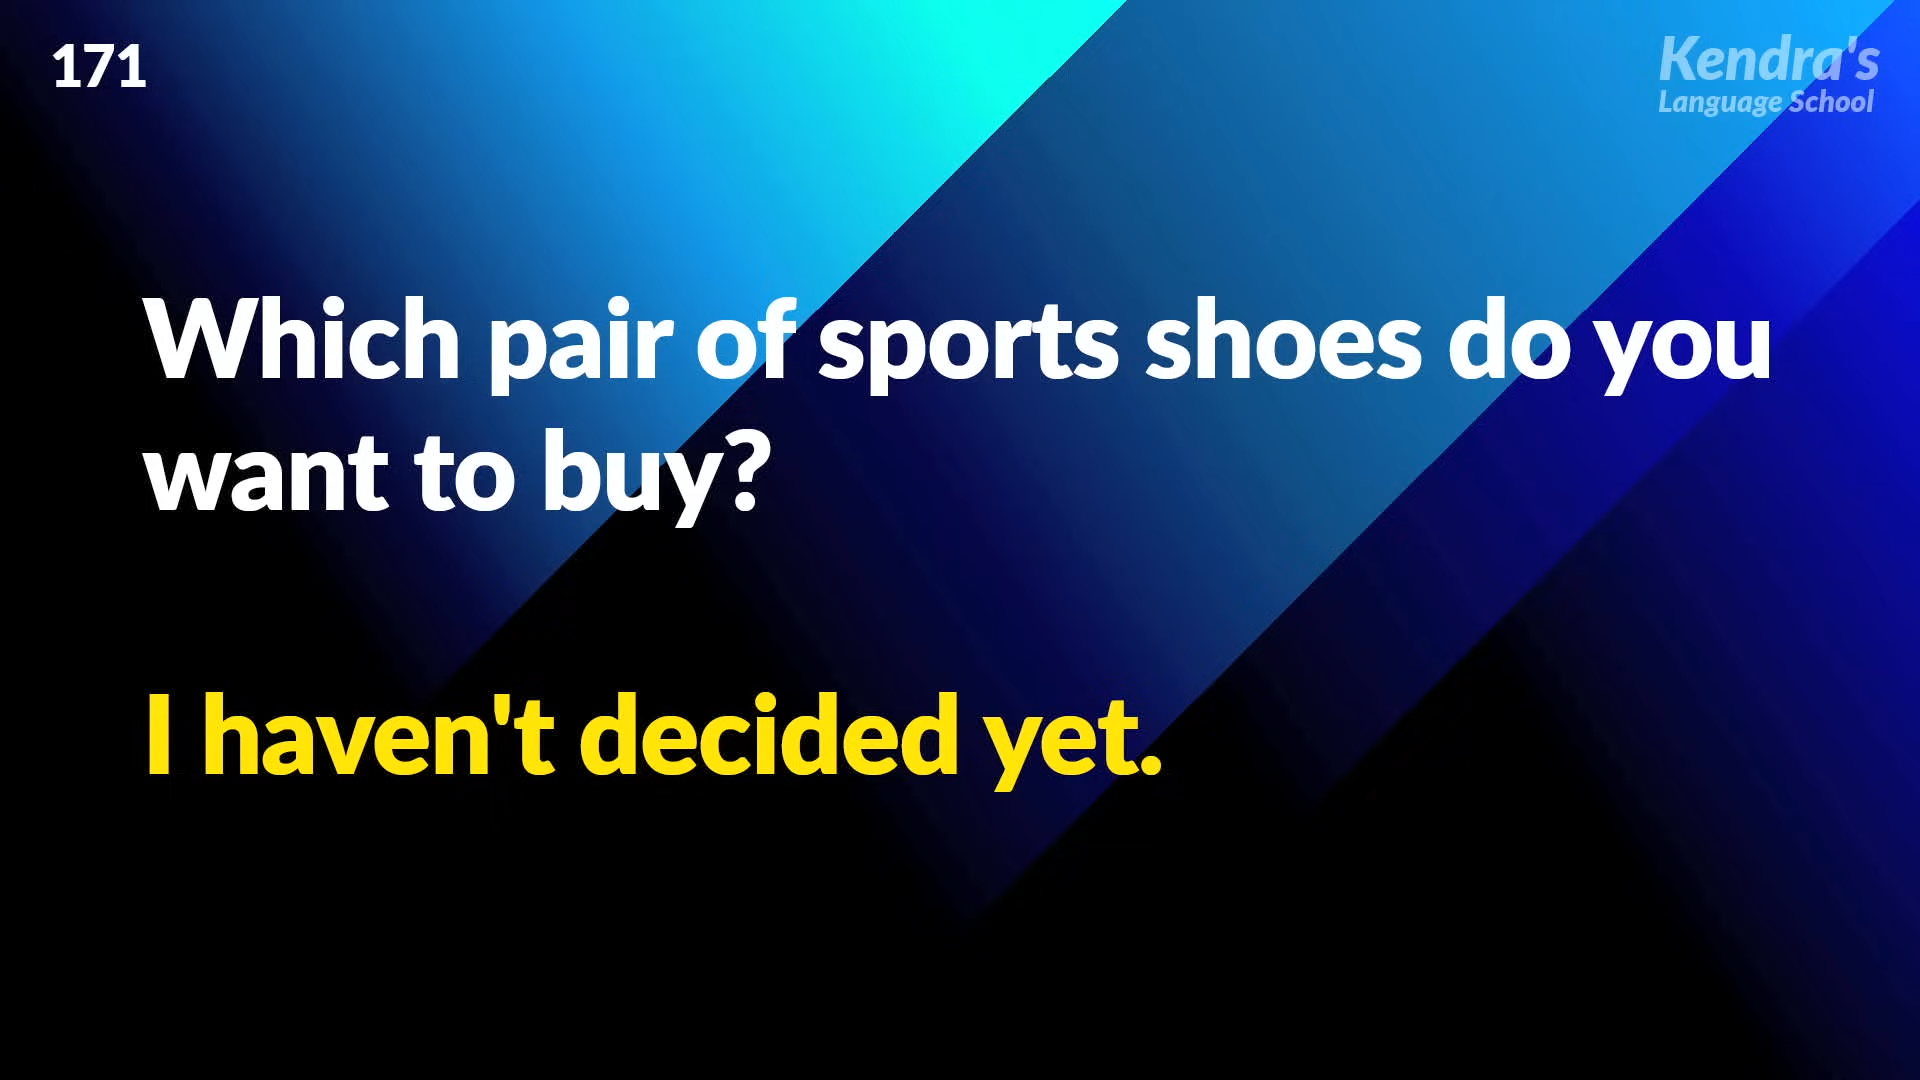 171
Kendra's
Language School
Which pair of sports shoes do you
want to buy?
I haven't decided yet.